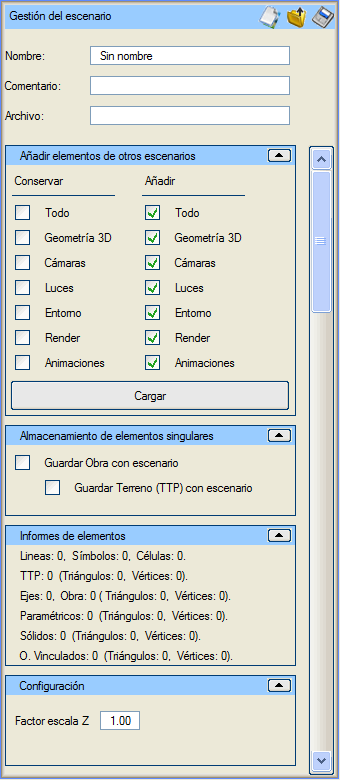 Gestión del escenario
Nombre: Sin nombre
Comentario:
Archivo:
Añadir elementos de otros escenarios
Conservar Añadir
Todo Todo
Geometría 3D Geometría 3D
Cámaras Cámaras
Luces Luces
Entorno Entorno
Render Render
Animaciones Animaciones
Cargar
Almacenamiento de elementos singulares
Guardar Obra con escenario
Guardar Terreno (TTP) con escenario
Informes de elementos
Lineas: 0, Símbolos: 0, Células: 0.
TTP: 0 (Triángulos: 0, Vértices: 0).
Ejes: 0, Obra: 0 ( Triángulos: 0, Vértices: 0).
Paramétricos: 0 (Triángulos: 0, Vértices: 0).
Sólidos: 0 (Triángulos: 0, Vértices: 0).
O. Vinculados: 0 (Triángulos: 0, Vértices: 0).
Configuración
Factor escala Z 1.00